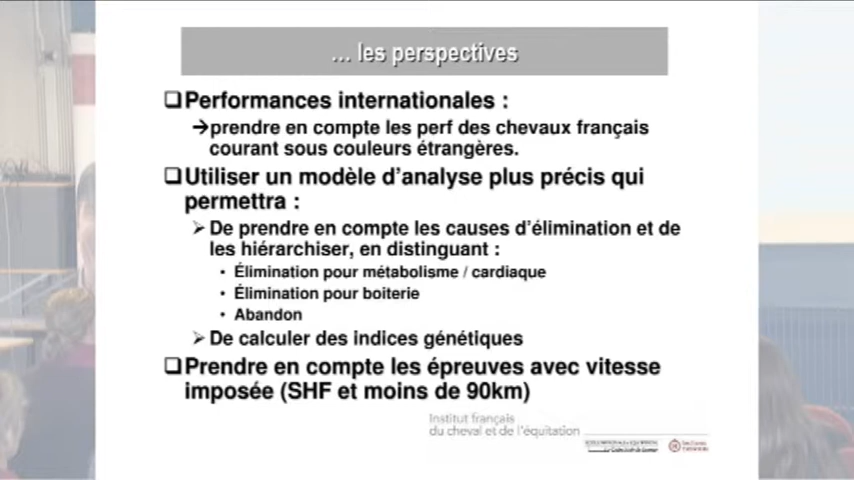 ... les perspectives
❑Performances internationales :
➔prendre en compte les perf des chevaux français
courant sous couleurs étrangères.
❑Utiliser un modèle d'analyse plus précis qui
permettra :
➢ De prendre en compte les causes d'élimination et de
les hiérarchiser, en distinguant :
• Élimination pour métabolisme / cardiaque
• Élimination pour boiterie
• Abandon
➢ De calculer des indices génétiques
❑Prendre en compte les épreuves avec vitesse
imposée (SHF et moins de 90km)
Institut français
du cheval et de l'équitation